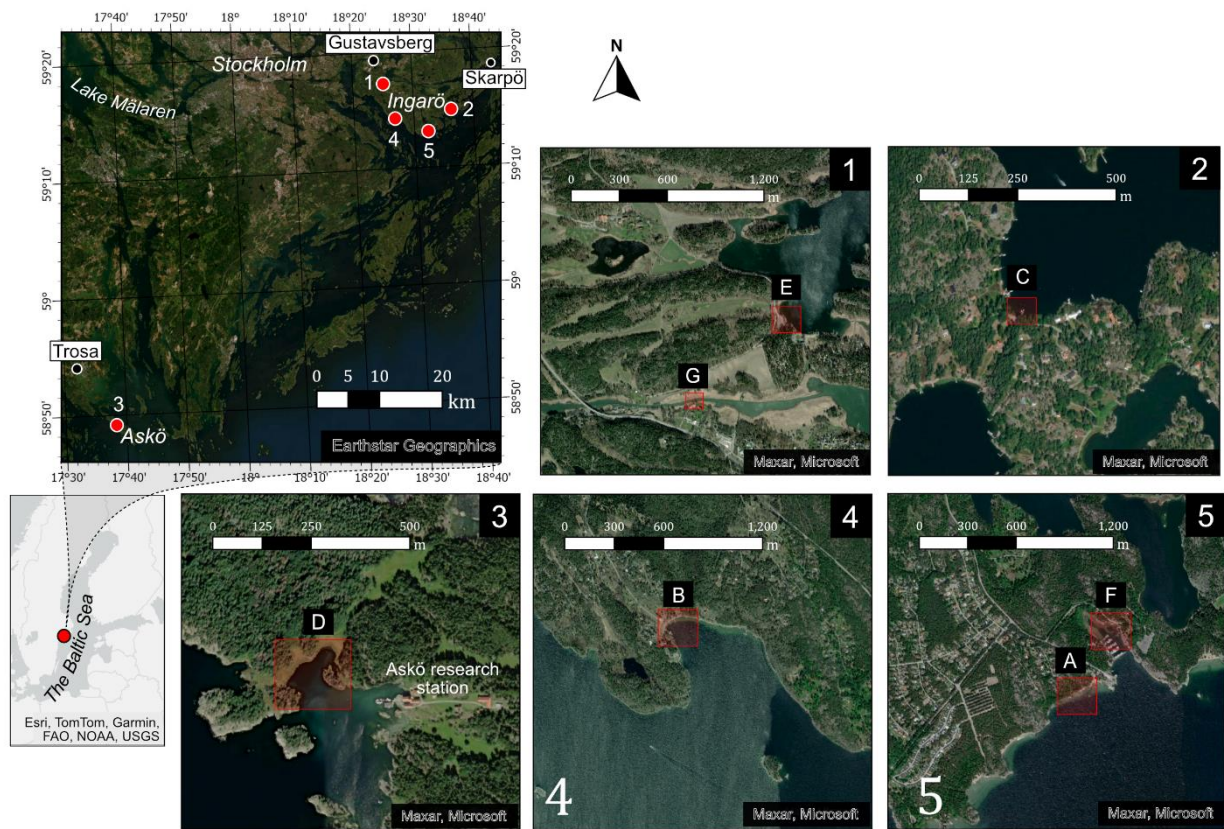 17°40' 17°50' 18° 18°10' 18°20' 18°30' 18°40'
59°20'
59°10'
59°
58°50'
59°20'
59°10'
59°
58°50'
17°30' 17°40' 17°50' 18° 18°10' 18°20' 18°30' 18°40'
Gustavsberg
Stockholm
Skarpö
Lake Mälaren
1
Ingarö
2
4
5
Trosa
3
Askö
0 5 10 20
km
Earthstar Geographics
N
1
0 300 600 1,200
m
E
G
Maxar, Microsoft
2
0 125 250 500
m
C
Maxar, Microsoft
The Baltic Sea
Esri, TomTom, Garmin,
FAO, NOAA, USGS
3
0 125 250 500
m
D
Askö research
station
Maxar, Microsoft
4
0 300 600 1,200
m
B
4
Maxar, Microsoft
5
0 300 600 1,200
m
F
A
5
Maxar, Microsoft